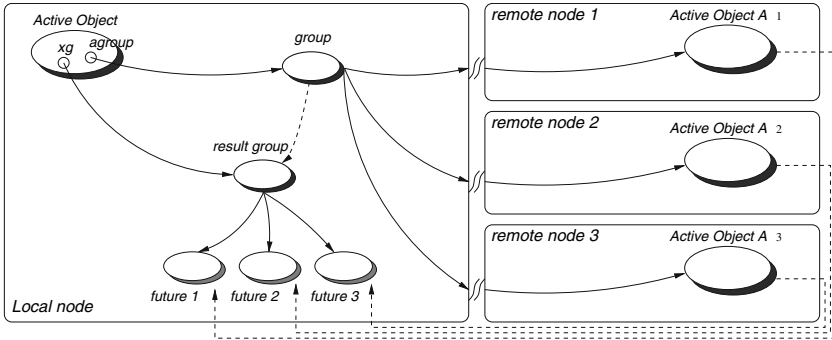 Active Object
xg
agroup
group
result group
future 1
future 2
future 3
Local node
remote node 1
Active Object A 1
remote node 2
Active Object A 2
remote node 3
Active Object A 3